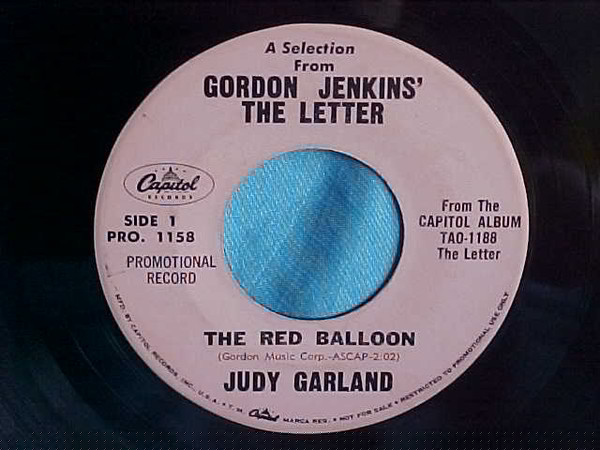 A Selection
From
GORDON JENKINS'
THE LETTER
Capitol
RECORDS
SIDE 1
PRO. 1158
PROMOTIONAL
RECORD
From The
CAPITOL ALBUM
TAO-1188
The Letter
THE RED BALLOON
(Gordon Music Corp.-ASCAP-2:02)
JUDY GARLAND
MFD. BY CAPITOL RECORDS, INC., U.S.A. • T.M. Capitol MARCA REG. • NOT FOR SALE • RESTRICTED TO PROMOTIONAL USE ONLY